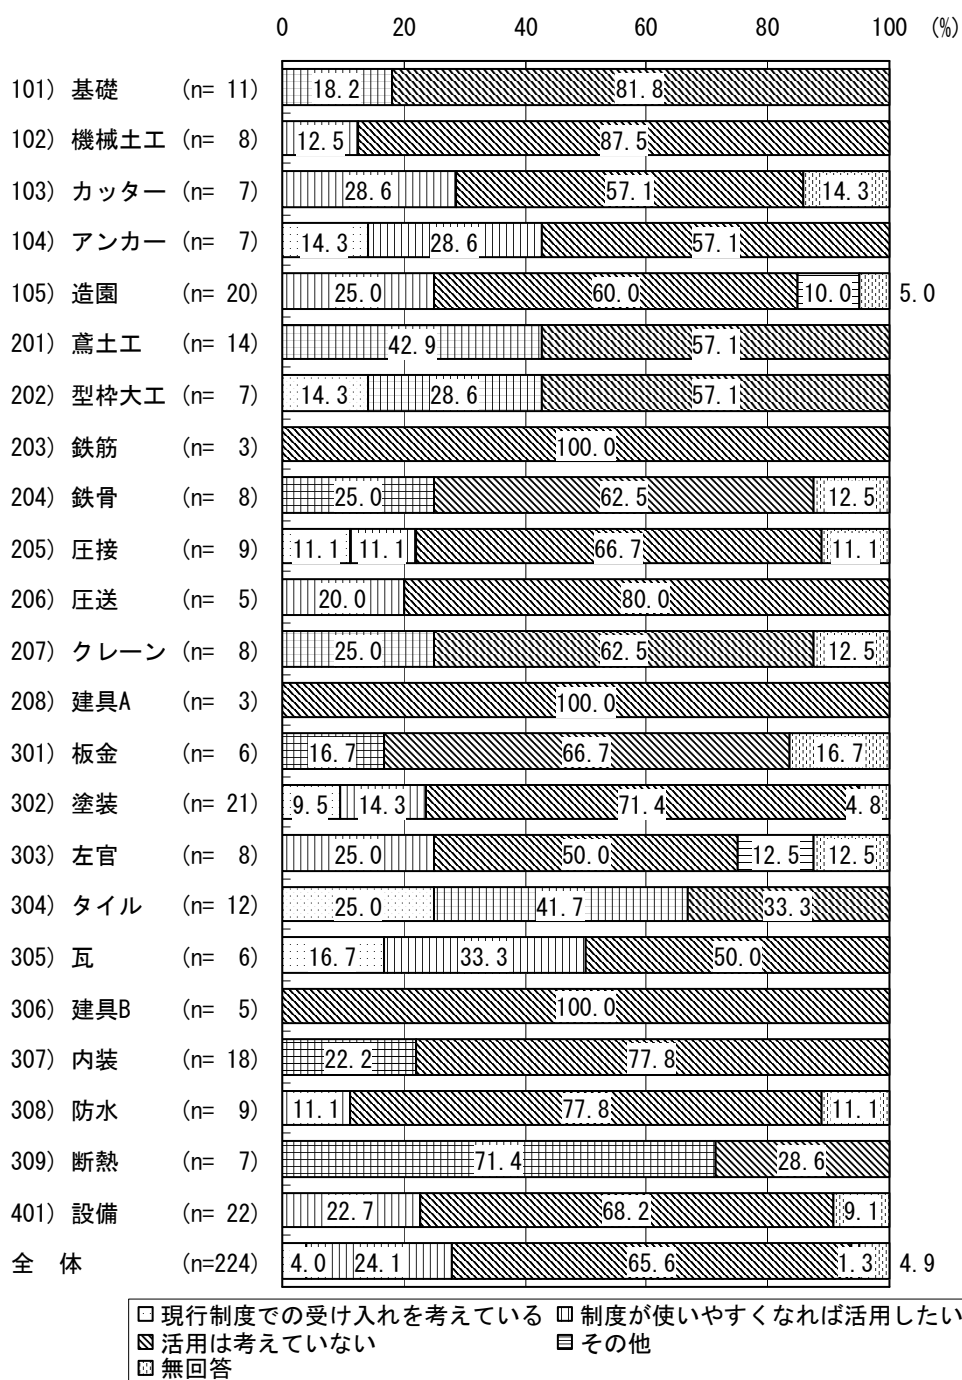 0 20 40 60 80 100 (%)
101) 基礎 (n= 11) 18.2 81.8
102) 機械土工 (n= 8) 12.5 87.5
103) カッター (n= 7) 28.6 57.1 14.3
104) アンカー (n= 7) 14.3 28.6 57.1
105) 造園 (n= 20) 25.0 60.0 10.0 5.0
201) 鳶土工 (n= 14) 42.9 57.1
202) 型枠大工 (n= 7) 14.3 28.6 57.1
203) 鉄筋 (n= 3) 100.0
204) 鉄骨 (n= 8) 25.0 62.5 12.5
205) 圧接 (n= 9) 11.1 11.1 66.7 11.1
206) 圧送 (n= 5) 20.0 80.0
207) クレーン (n= 8) 25.0 62.5 12.5
208) 建具A (n= 3) 100.0
301) 板金 (n= 6) 16.7 66.7 16.7
302) 塗装 (n= 21) 9.5 14.3 71.4 4.8
303) 左官 (n= 8) 25.0 50.0 12.5 12.5
304) タイル (n= 12) 25.0 41.7 33.3
305) 瓦 (n= 6) 16.7 33.3 50.0
306) 建具B (n= 5) 100.0
307) 内装 (n= 18) 22.2 77.8
308) 防水 (n= 9) 11.1 77.8 11.1
309) 断熱 (n= 7) 71.4 28.6
401) 設備 (n= 22) 22.7 68.2 9.1
全 体 (n=224) 4.0 24.1 65.6 1.3 4.9
現行制度での受け入れを考えている 制度が使いやすくなれば活用したい
活用は考えていない その他
無回答